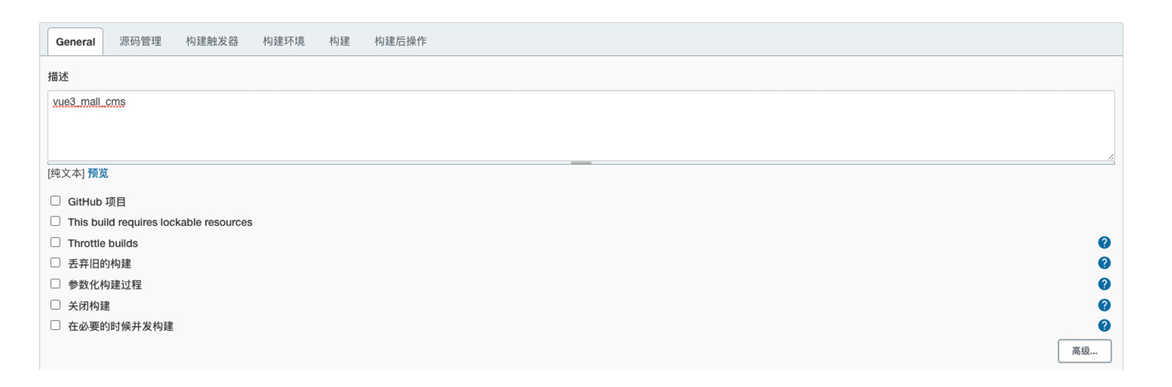 General 源码管理 构建触发器 构建环境 构建 构建后操作
描述
vue3_mall_cms
[纯文本] 预览
GitHub 项目
This build requires lockable resources
Throttle builds
?
丢弃旧的构建
?
参数化构建过程
?
关闭构建
?
在必要的时候并发构建
?
高级...